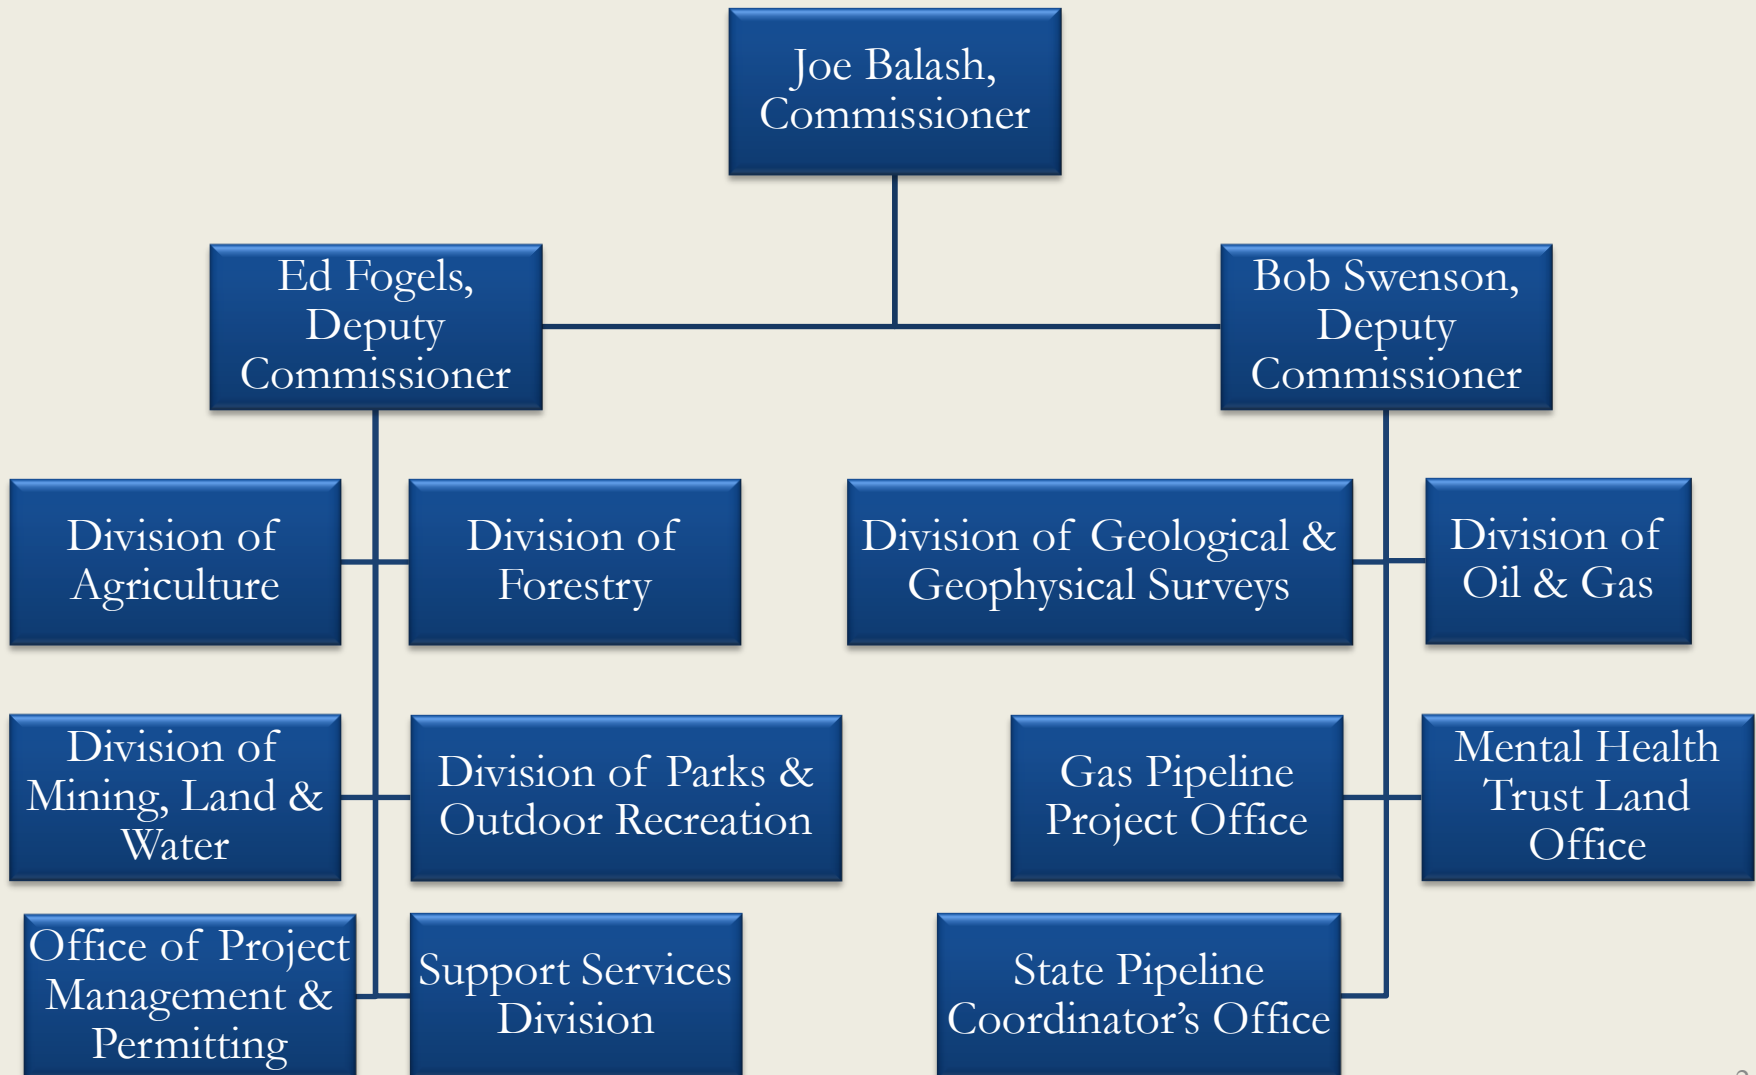 Joe Balash,
Commissioner
Ed Fogels,
Deputy
Commissioner
Bob Swenson,
Deputy
Commissioner
Division of
Agriculture
Division of
Forestry
Division of Geological &
Geophysical Surveys
Division of
Oil & Gas
Division of
Mining, Land &
Water
Division of Parks &
Outdoor Recreation
Gas Pipeline
Project Office
Mental Health
Trust Land
Office
Office of Project
Management &
Permitting
Support Services
Division
State Pipeline
Coordinator’s Office